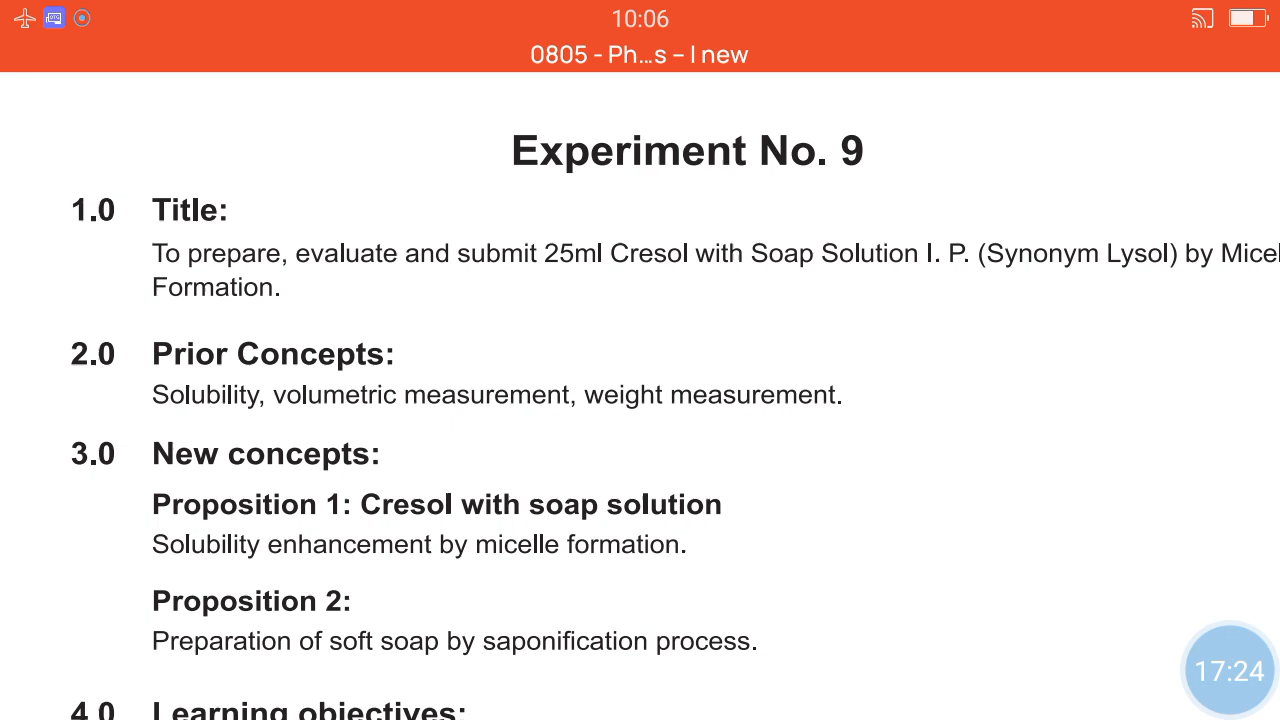 10:06
0805 - Ph...s – I new
Experiment No. 9
1.0 Title:
To prepare, evaluate and submit 25ml Cresol with Soap Solution I. P. (Synonym Lysol) by Micel
Formation.
2.0 Prior Concepts:
Solubility, volumetric measurement, weight measurement.
3.0 New concepts:
Proposition 1: Cresol with soap solution
Solubility enhancement by micelle formation.
Proposition 2:
Preparation of soft soap by saponification process.
17:24
4.0 Learning objectives: